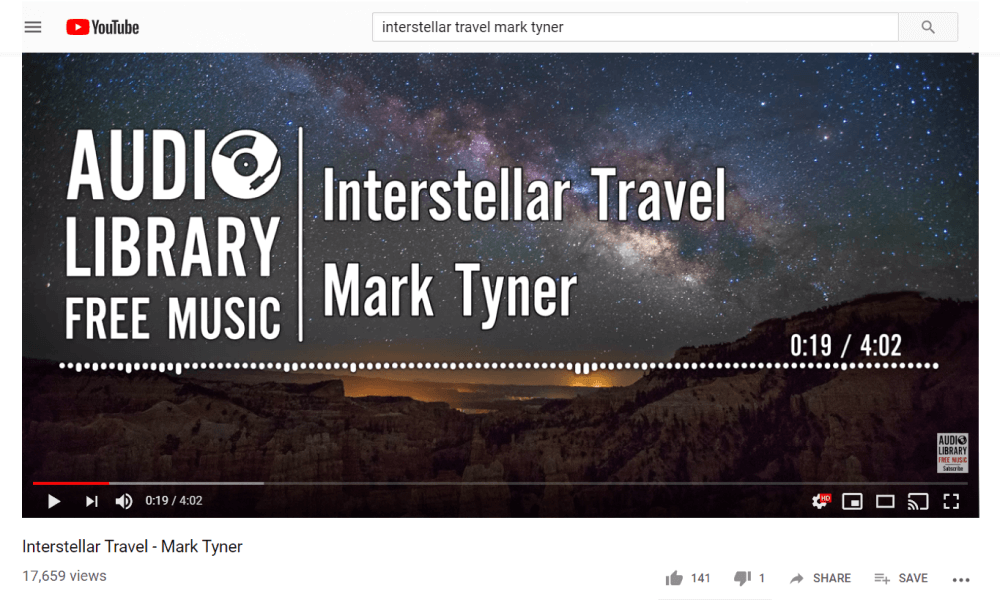 YouTube
interstellar travel mark tyner
AUDIO
LIBRARY
FREE MUSIC
Interstellar Travel
Mark Tyner
0:19 / 4:02
AUDIO
LIBRARY
FREE MUSIC
Subscribe
0:19 / 4:02
HD
Interstellar Travel - Mark Tyner
17,659 views
141
1
SHARE
SAVE